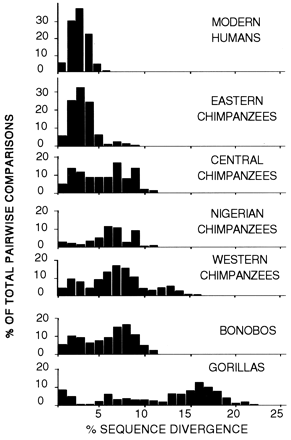 % OF TOTAL PAIRWISE COMPARISONS
30
20
10
0
MODERN
HUMANS
30
20
10
0
EASTERN
CHIMPANZEES
20
10
0
CENTRAL
CHIMPANZEES
20
10
0
NIGERIAN
CHIMPANZEES
20
10
0
WESTERN
CHIMPANZEES
20
10
0
BONOBOS
20
10
0
GORILLAS
5 10 15 20 25
% SEQUENCE DIVERGENCE